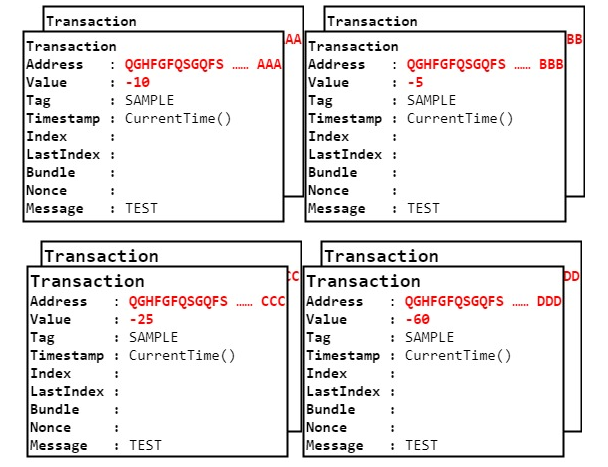 Transaction
AAA
Transaction
Address : QGHFGFQSGQFS …… AAA
Value : -10
Tag : SAMPLE
Timestamp : CurrentTime()
Index :
LastIndex :
Bundle :
Nonce :
Message : TEST
Transaction
BB
Transaction
Address : QGHFGFQSGQFS …… BBB
Value : -5
Tag : SAMPLE
Timestamp : CurrentTime()
Index :
LastIndex :
Bundle :
Nonce :
Message : TEST
Transaction
CC
Transaction
Address : QGHFGFQSGQFS …… CCC
Value : -25
Tag : SAMPLE
Timestamp : CurrentTime()
Index :
LastIndex :
Bundle :
Nonce :
Message : TEST
Transaction
DD
Transaction
Address : QGHFGFQSGQFS …… DDD
Value : -60
Tag : SAMPLE
Timestamp : CurrentTime()
Index :
LastIndex :
Bundle :
Nonce :
Message : TEST